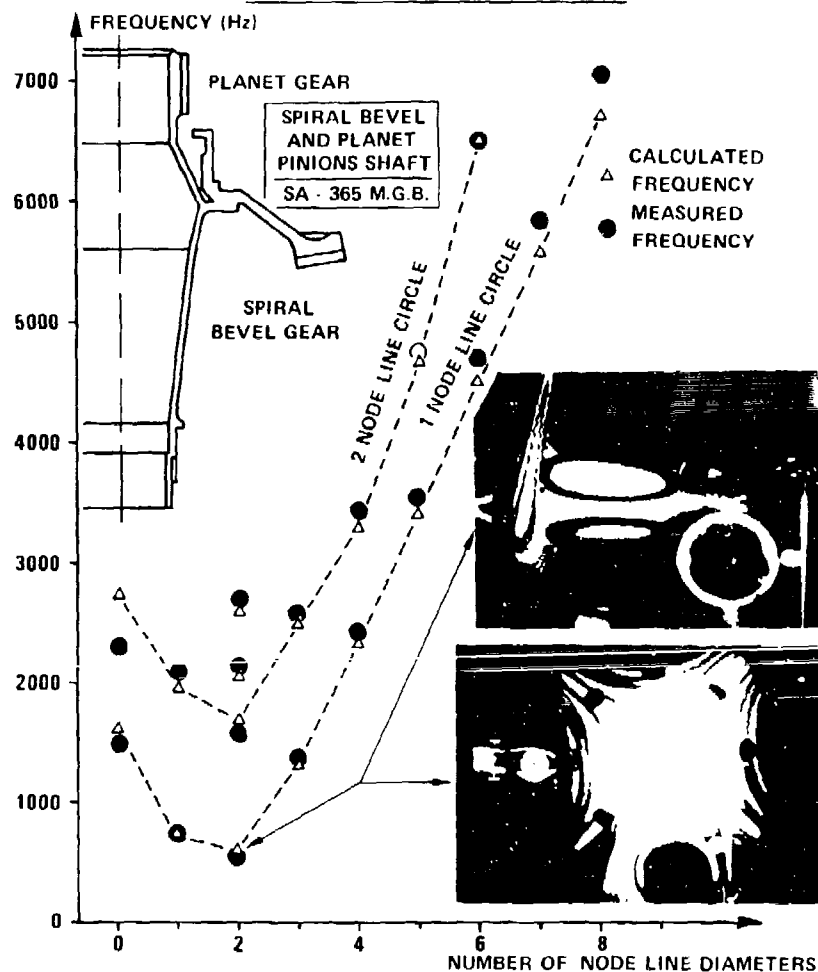 FREQUENCY (Hz)
7000
6000
5000
4000
3000
2000
1000
0
PLANET GEAR
SPIRAL BEVEL
AND PLANET
PINIONS SHAFT
SA - 365 M.G.B.
CALCULATED
FREQUENCY
MEASURED
FREQUENCY
SPIRAL
BEVEL GEAR
2 NODE LINE CIRCLE
1 NODE LINE CIRCLE
0 2 4 6 8
NUMBER OF NODE LINE DIAMETERS